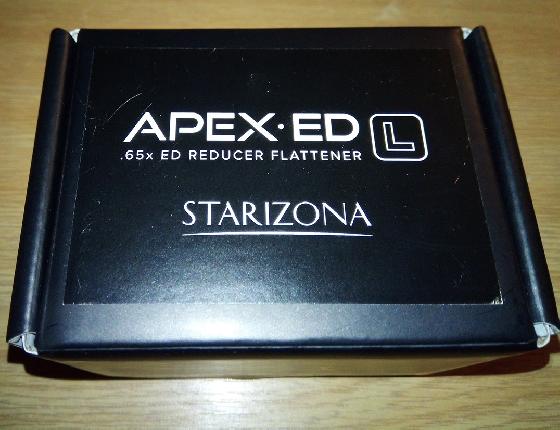 APEX·ED L
.65x ED REDUCER FLATTENER
STARIZONA